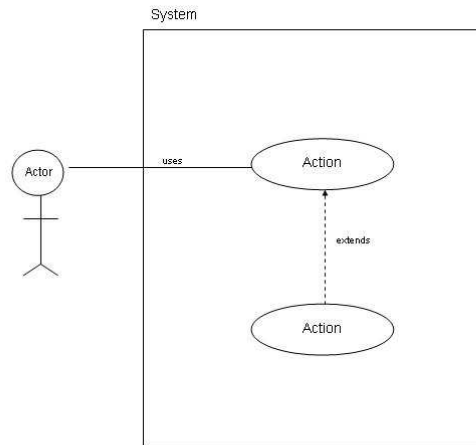 System
Actor
uses
Action
extends
Action